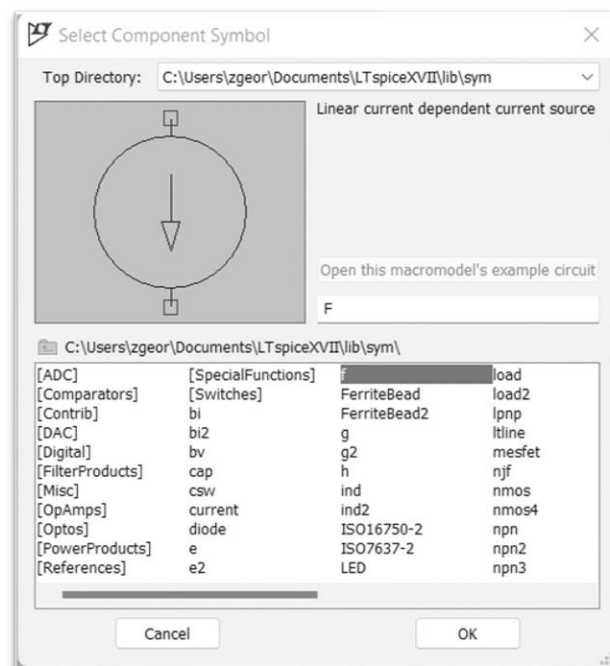 Select Component Symbol
Top Directory: C:\Users\zgeor\Documents\LTspiceXVII\lib\sym
Linear current dependent current source
Open this macromodel's example circuit
F
C:\Users\zgeor\Documents\LTspiceXVII\lib\sym\
[ADC] [SpecialFunctions] f load
[Comparators] [Switches] FerriteBead load2
[Contrib] bi FerriteBead2 lpnp
[DAC] bi2 g ltline
[Digital] bv g2 mesfet
[FilterProducts] cap h njf
[Misc] csw ind nmos
[OpAmps] current ind2 nmos4
[Optos] diode ISO16750-2 npn
[PowerProducts] e ISO7637-2 npn2
[References] e2 LED npn3
Cancel OK